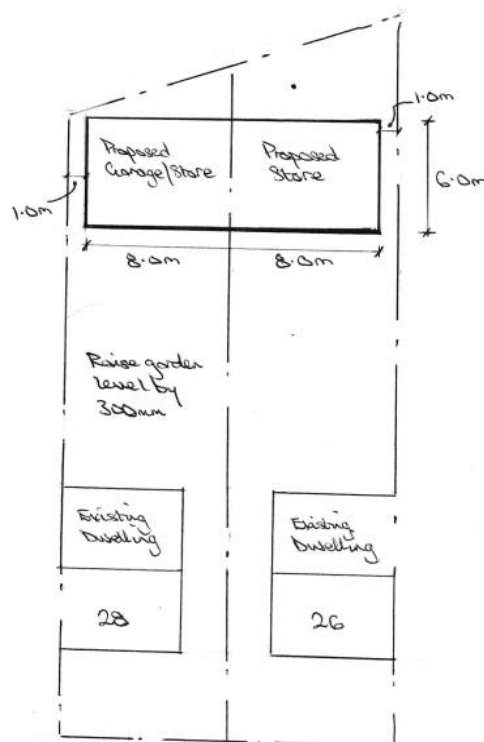 1.0m
Proposed
Garage/Store
Proposed
Store
1.0m
6.0m
8.0m
8.0m
Raise garden
level by
300mm
Existing
Dwelling
Existing
Dwelling
28
26